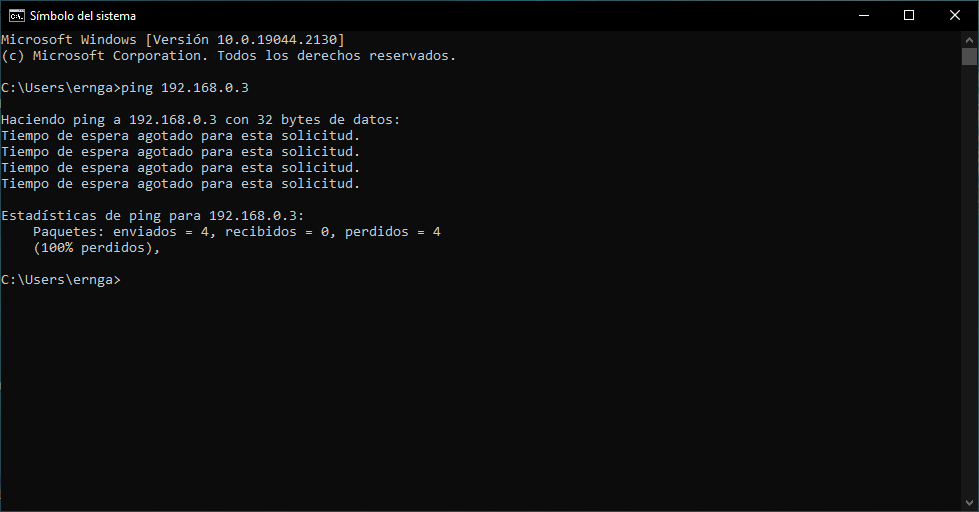 Símbolo del sistema
Microsoft Windows [Versión 10.0.19044.2130]
(c) Microsoft Corporation. Todos los derechos reservados.
C:\Users\ernga>ping 192.168.0.3
Haciendo ping a 192.168.0.3 con 32 bytes de datos:
Tiempo de espera agotado para esta solicitud.
Tiempo de espera agotado para esta solicitud.
Tiempo de espera agotado para esta solicitud.
Tiempo de espera agotado para esta solicitud.
Estadísticas de ping para 192.168.0.3:
    Paquetes: enviados = 4, recibidos = 0, perdidos = 4
    (100% perdidos),
C:\Users\ernga>